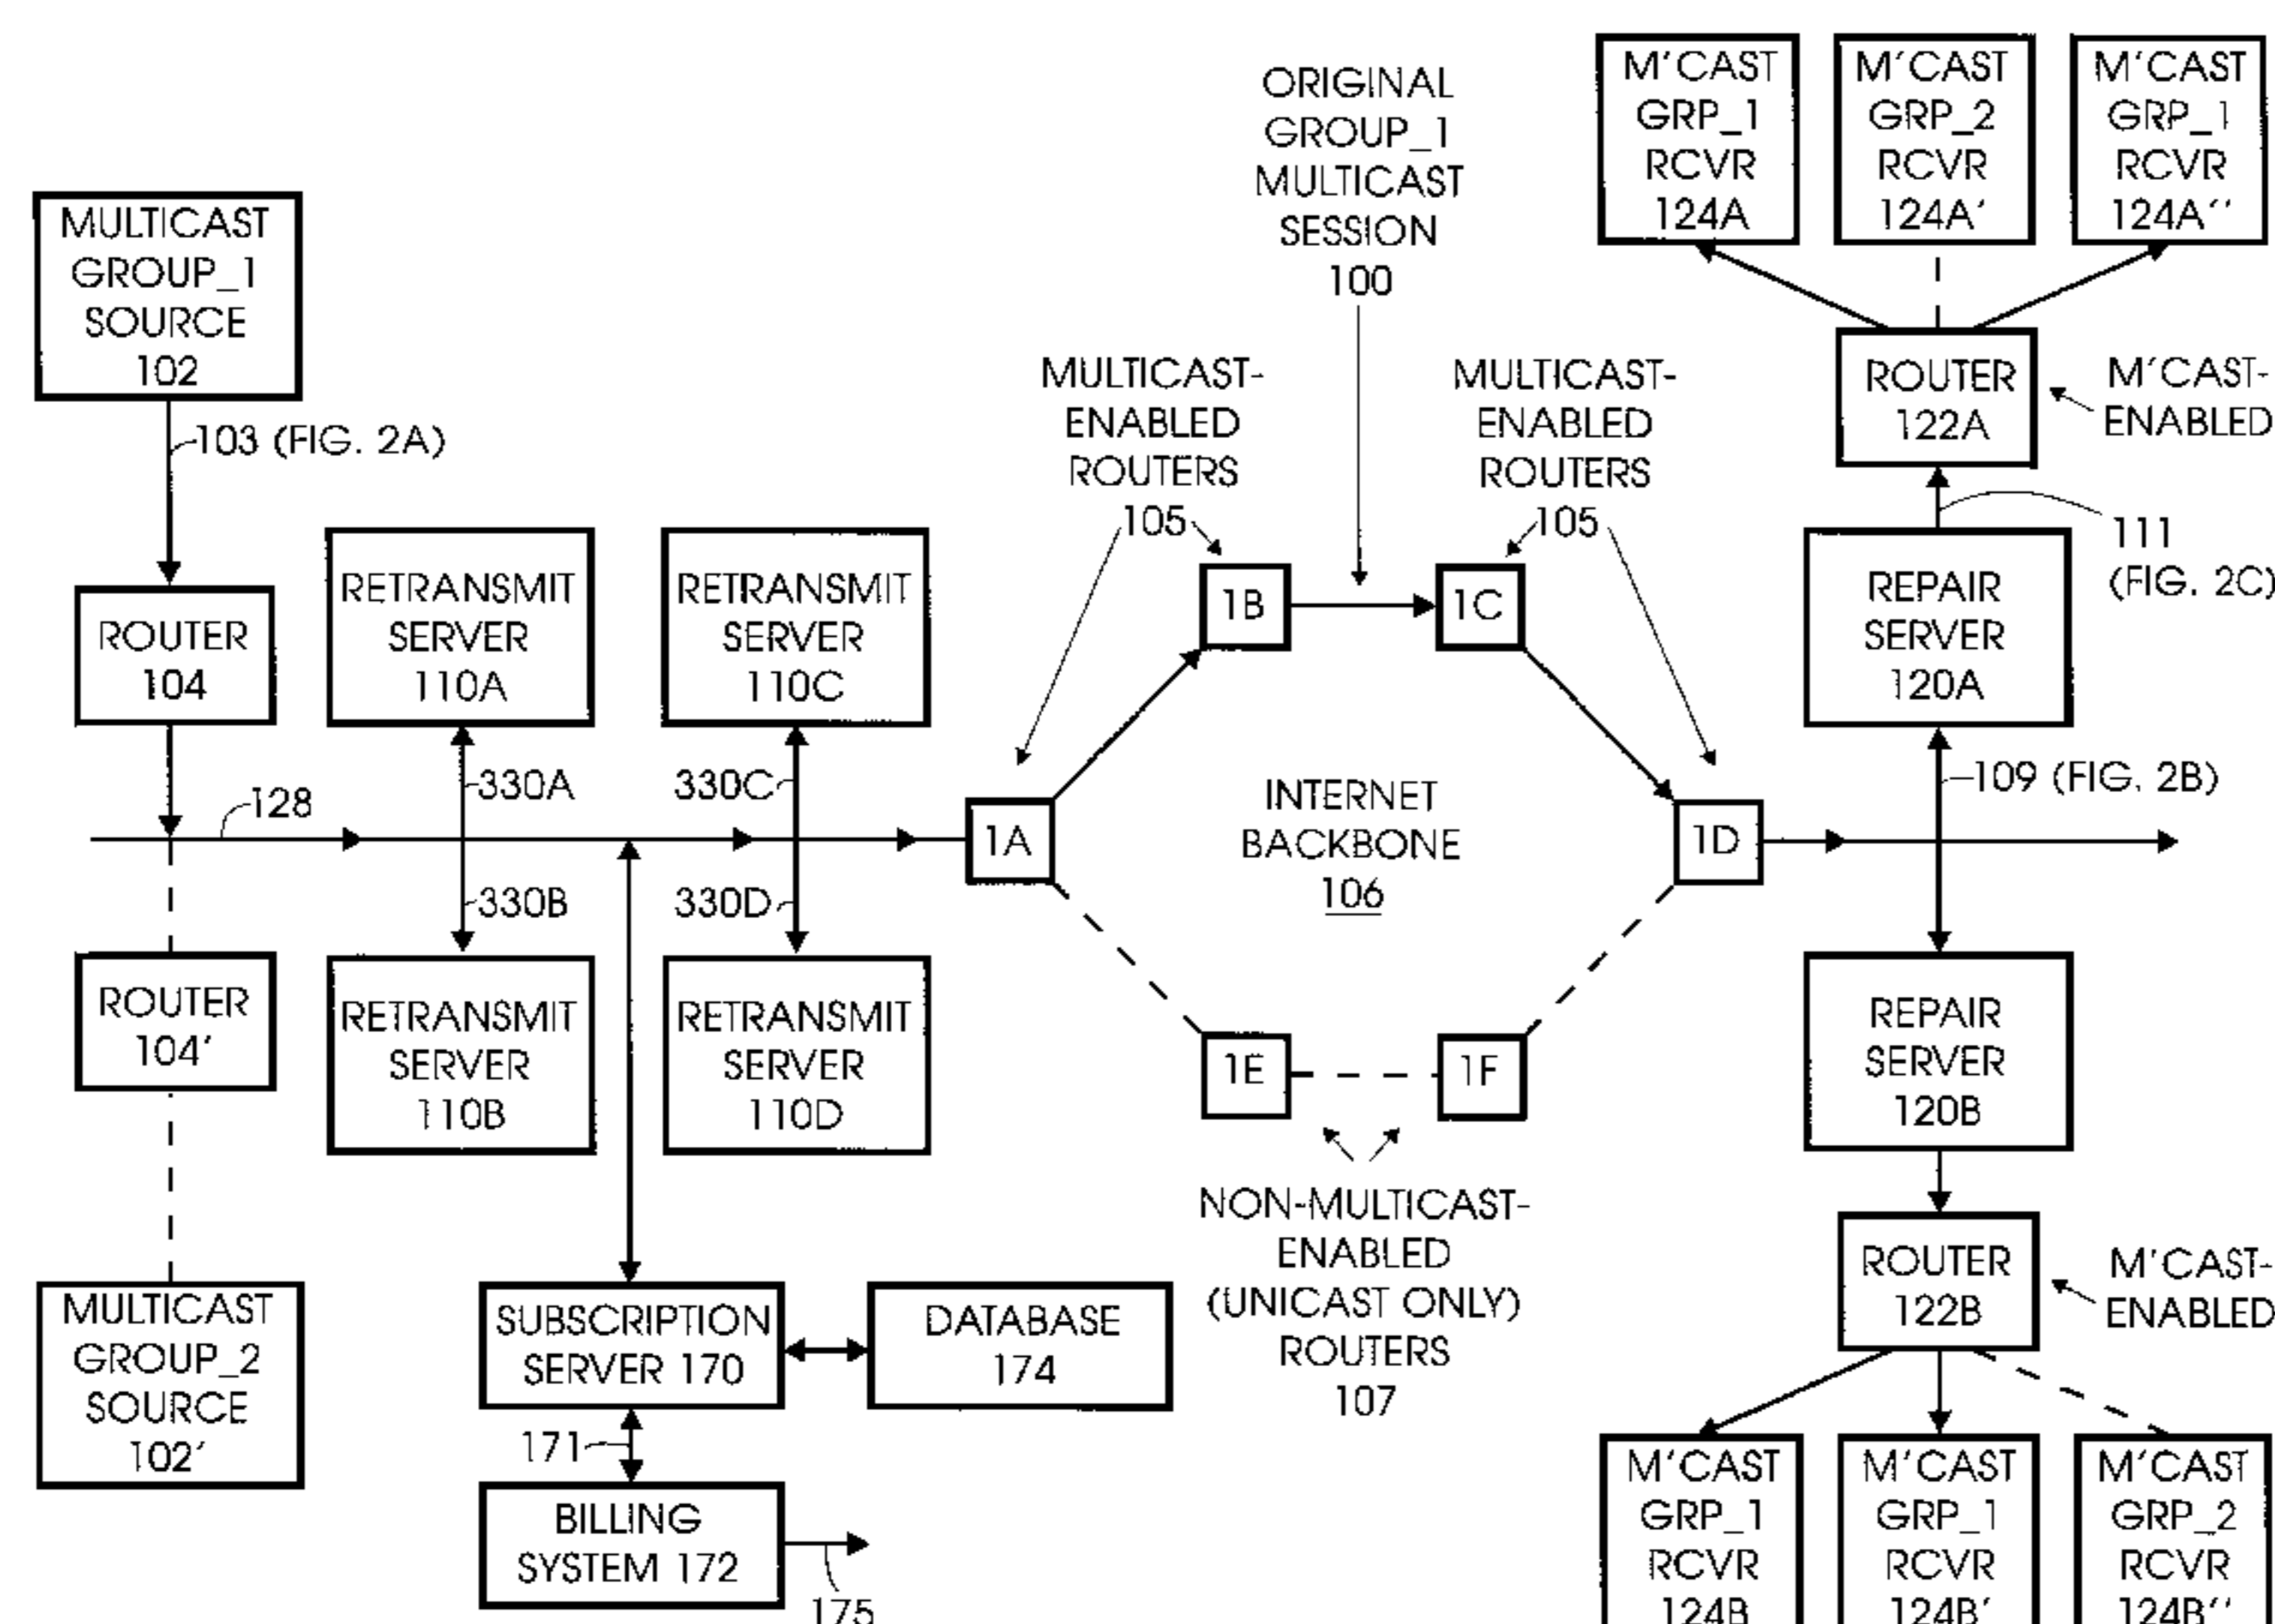 ORIGINAL
GROUP_1
MULTICAST
SESSION
100
M'CAST
GRP_1
RCVR
124A
M'CAST
GRP_2
RCVR
124A'
M'CAST
GRP_1
RCVR
124A''
MULTICAST
GROUP_1
SOURCE
102
103 (FIG. 2A)
MULTICAST-
ENABLED
ROUTERS
105
MULTICAST-
ENABLED
ROUTERS
105
ROUTER
122A
M'CAST-
ENABLED
111
(FIG. 2C)
ROUTER
104
RETRANSMIT
SERVER
110A
RETRANSMIT
SERVER
110C
1B
1C
REPAIR
SERVER
120A
330A
330C
128
1A
INTERNET
BACKBONE
106
1D
109 (FIG. 2B)
330B
330D
ROUTER
104'
RETRANSMIT
SERVER
110B
RETRANSMIT
SERVER
110D
1E
1F
REPAIR
SERVER
120B
NON-MULTICAST-
ENABLED
(UNICAST ONLY)
ROUTERS
107
ROUTER
122B
M'CAST-
ENABLED
MULTICAST
GROUP_2
SOURCE
102'
SUBSCRIPTION
SERVER 170
DATABASE
174
171
BILLING
SYSTEM 172
175
M'CAST
GRP_1
RCVR
124B
M'CAST
GRP_1
RCVR
124B'
M'CAST
GRP_2
RCVR
124B''